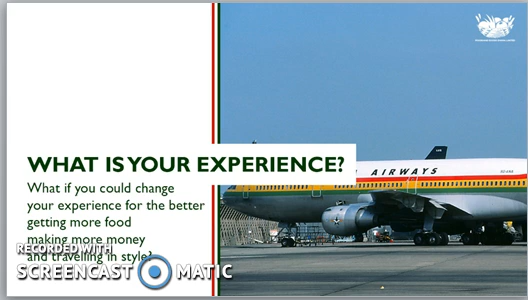 WHAT IS YOUR EXPERIENCE?
What if you could change
your experience for the better
getting more food
making more money
and travelling in style?
AIRWAYS
RECORDED WITH
SCREENCAST MATIC